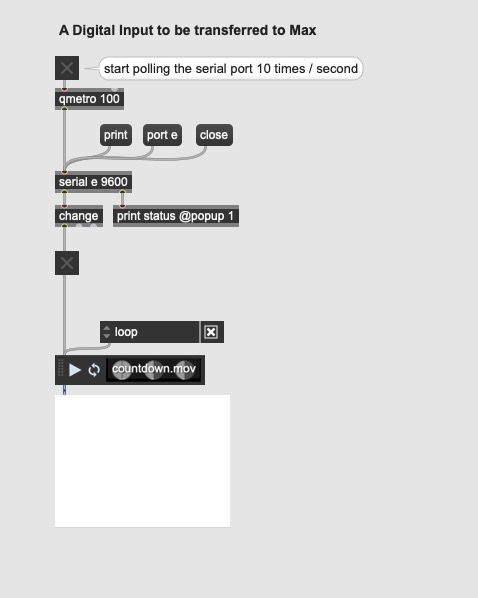 A Digital Input to be transferred to Max
start polling the serial port 10 times / second
qmetro 100
print
port e
close
serial e 9600
change
print status @popup 1
loop
countdown.mov